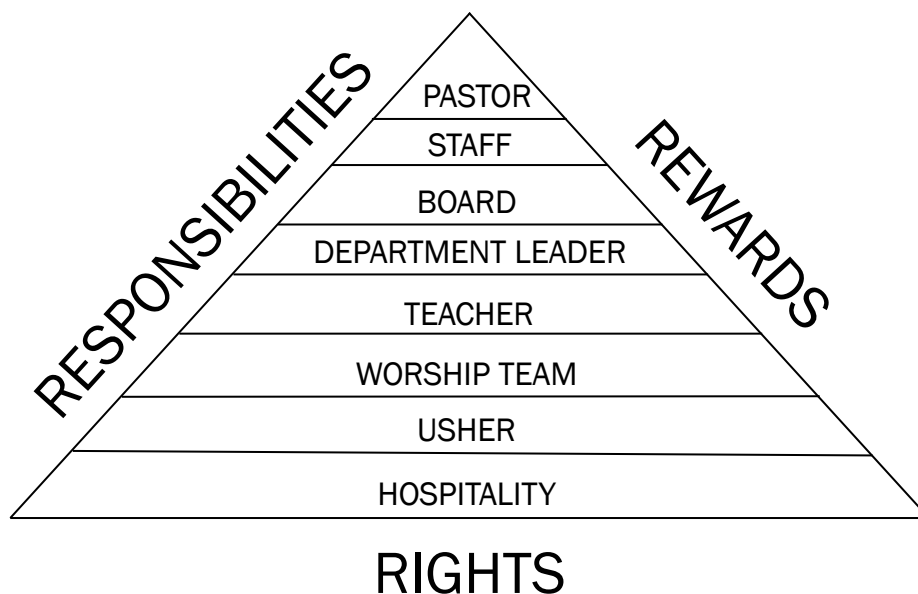 RESPONSIBILITIES
REWARDS
PASTOR
STAFF
BOARD
DEPARTMENT LEADER
TEACHER
WORSHIP TEAM
USHER
HOSPITALITY
RIGHTS